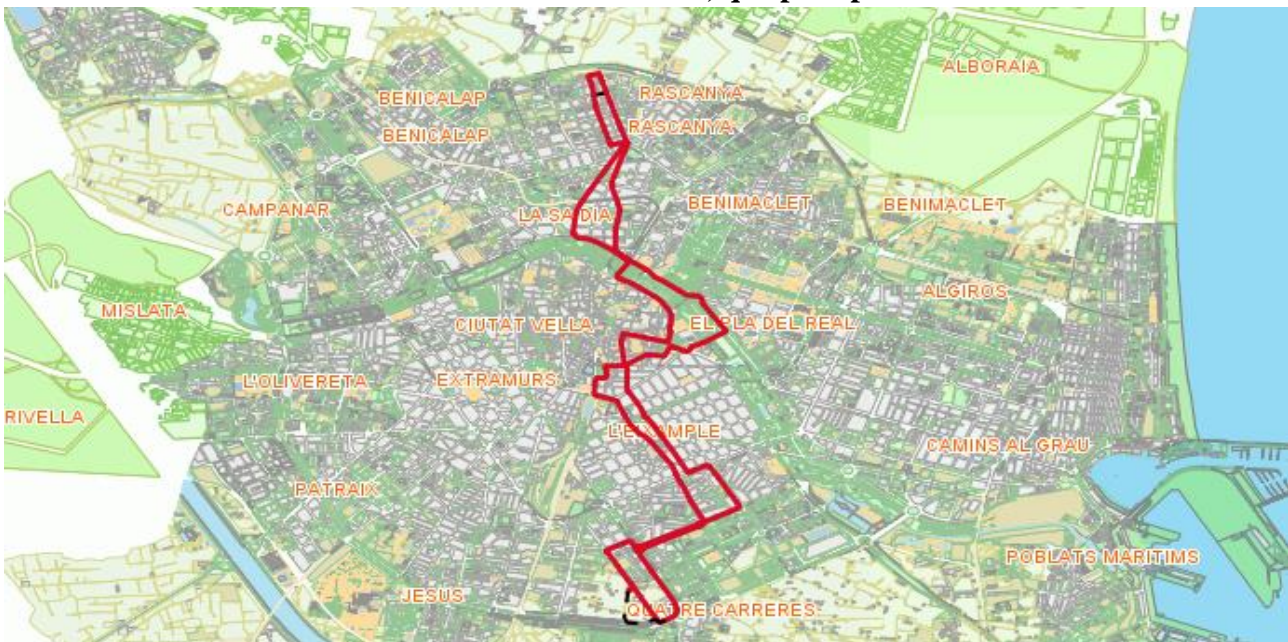 ALBORAIA
BENICALAP
RASCANYA
RASCANYA
BENICALAP
CAMPANAR
LA SAIDIA
BENIMACLET
BENIMACLET
MISLATA
ALGIROS
CIUTAT VELLA
EL PLA DEL REAL
L'OLIVERETA
EXTRAMURS
RIVELLA
L'EIXAMPLE
CAMINS AL GRAU
PATRAIX
POBLATS MARITIMS
JESUS
QUATRE CARRERES